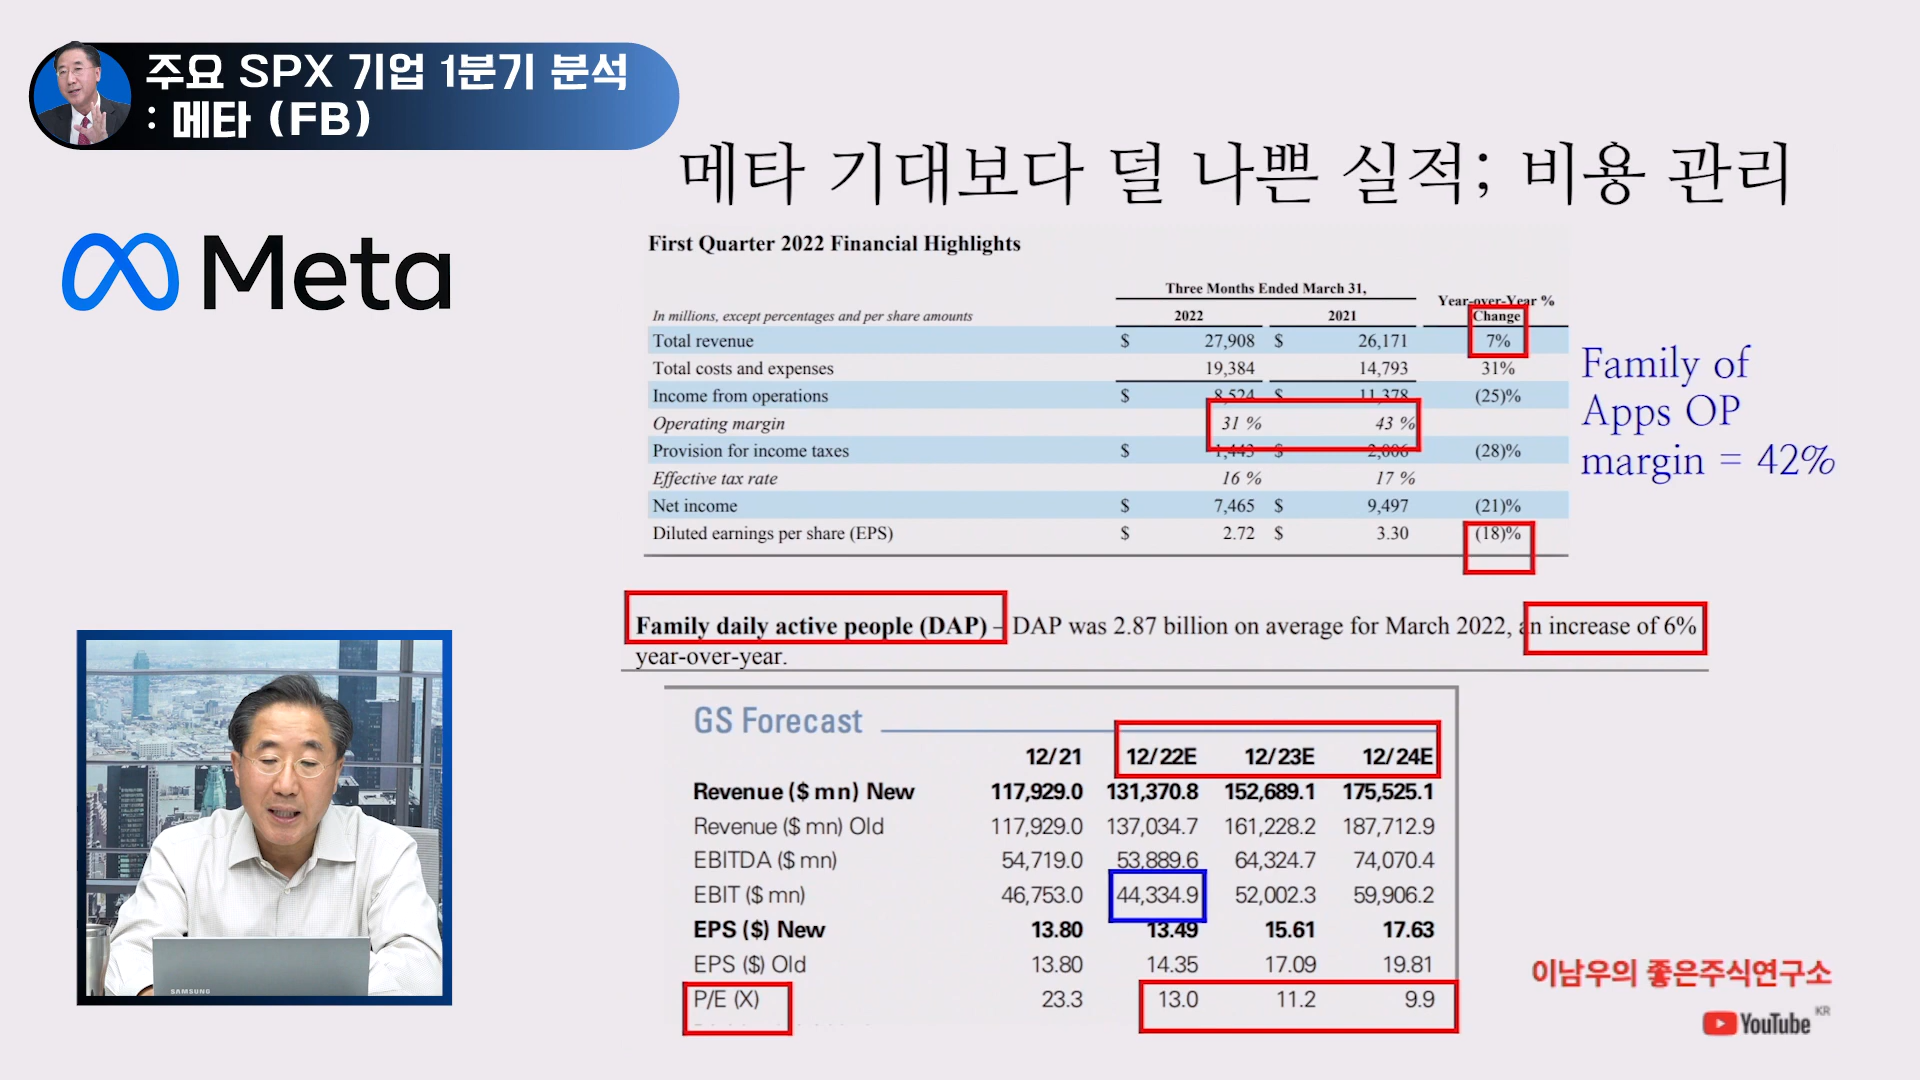 주요 SPX 기업 1분기 분석
: 메타 (FB)
메타 기대보다 덜 나쁜 실적; 비용 관리
Meta
First Quarter 2022 Financial Highlights
Three Months Ended March 31,
Year-over-Year %
In millions, except percentages and per share amounts 2022 2021 Change
Total revenue $ 27,908 $ 26,171 7%
Total costs and expenses 19,384 14,793 31%
Income from operations $ 8,524 $ 11,378 (25)%
Operating margin 31 % 43 %
Provision for income taxes $ 1,443 $ 2,006 (28)%
Effective tax rate 16 % 17 %
Net income $ 7,465 $ 9,497 (21)%
Diluted earnings per share (EPS) $ 2.72 $ 3.30 (18)%
Family of
Apps OP
margin = 42%
Family daily active people (DAP) – DAP was 2.87 billion on average for March 2022, an increase of 6%
year-over-year.
GS Forecast
12/21 12/22E 12/23E 12/24E
Revenue ($ mn) New 117,929.0 131,370.8 152,689.1 175,525.1
Revenue ($ mn) Old 117,929.0 137,034.7 161,228.2 187,712.9
EBITDA ($ mn) 54,719.0 53,889.6 64,324.7 74,070.4
EBIT ($ mn) 46,753.0 44,334.9 52,002.3 59,906.2
EPS ($) New 13.80 13.49 15.61 17.63
EPS ($) Old 13.80 14.35 17.09 19.81
P/E (X) 23.3 13.0 11.2 9.9
SAMSUNG
이남우의 좋은주식연구소
YouTube KR